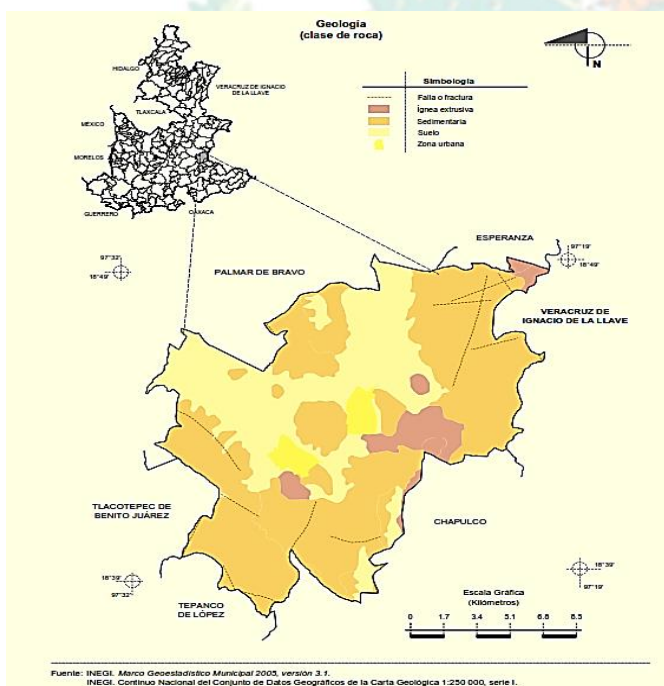 Geología
(clase de roca)
N
HIDALGO
VERACRUZ DE IGNACIO
DE LA LLAVE
TLAXCALA
MÉXICO
MORELOS
GUERRERO
OAXACA
Simbología
Falla o fractura
Ígnea extrusiva
Sedimentaria
Suelo
Zona urbana
ESPERANZA
97°32'
18°49'
PALMAR DE BRAVO
97°19'
18°49'
VERACRUZ DE
IGNACIO DE LA LLAVE
TLACOTEPEC DE
BENITO JUÁREZ
CHAPULCO
18°39'
97°32'
18°39'
97°19'
TEPANCO
DE LÓPEZ
Escala Gráfica
(Kilómetros)
0 1.7 3.4 5.1 6.8 8.5
Fuente: INEGI. Marco Geoestadístico Municipal 2005, versión 3.1.
INEGI. Continuo Nacional del Conjunto de Datos Geográficos de la Carta Geológica 1:250 000, serie I.